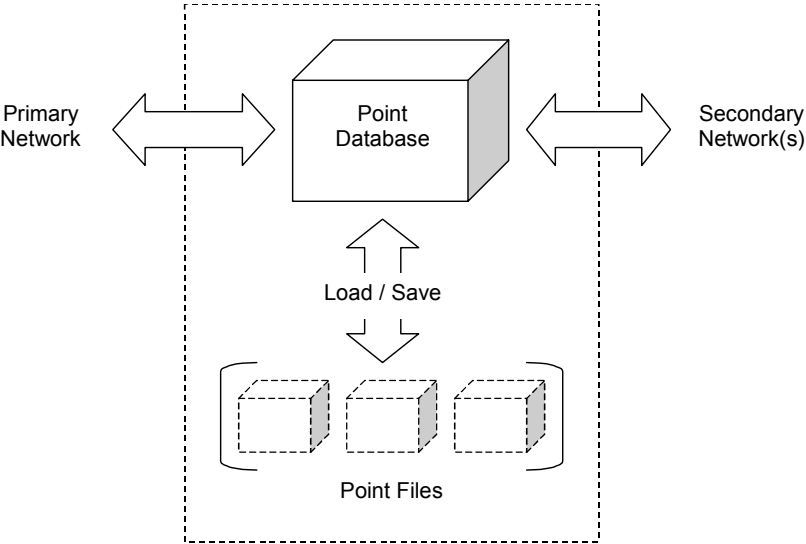 Primary
Network
Point
Database
Secondary
Network(s)
Load / Save
Point Files